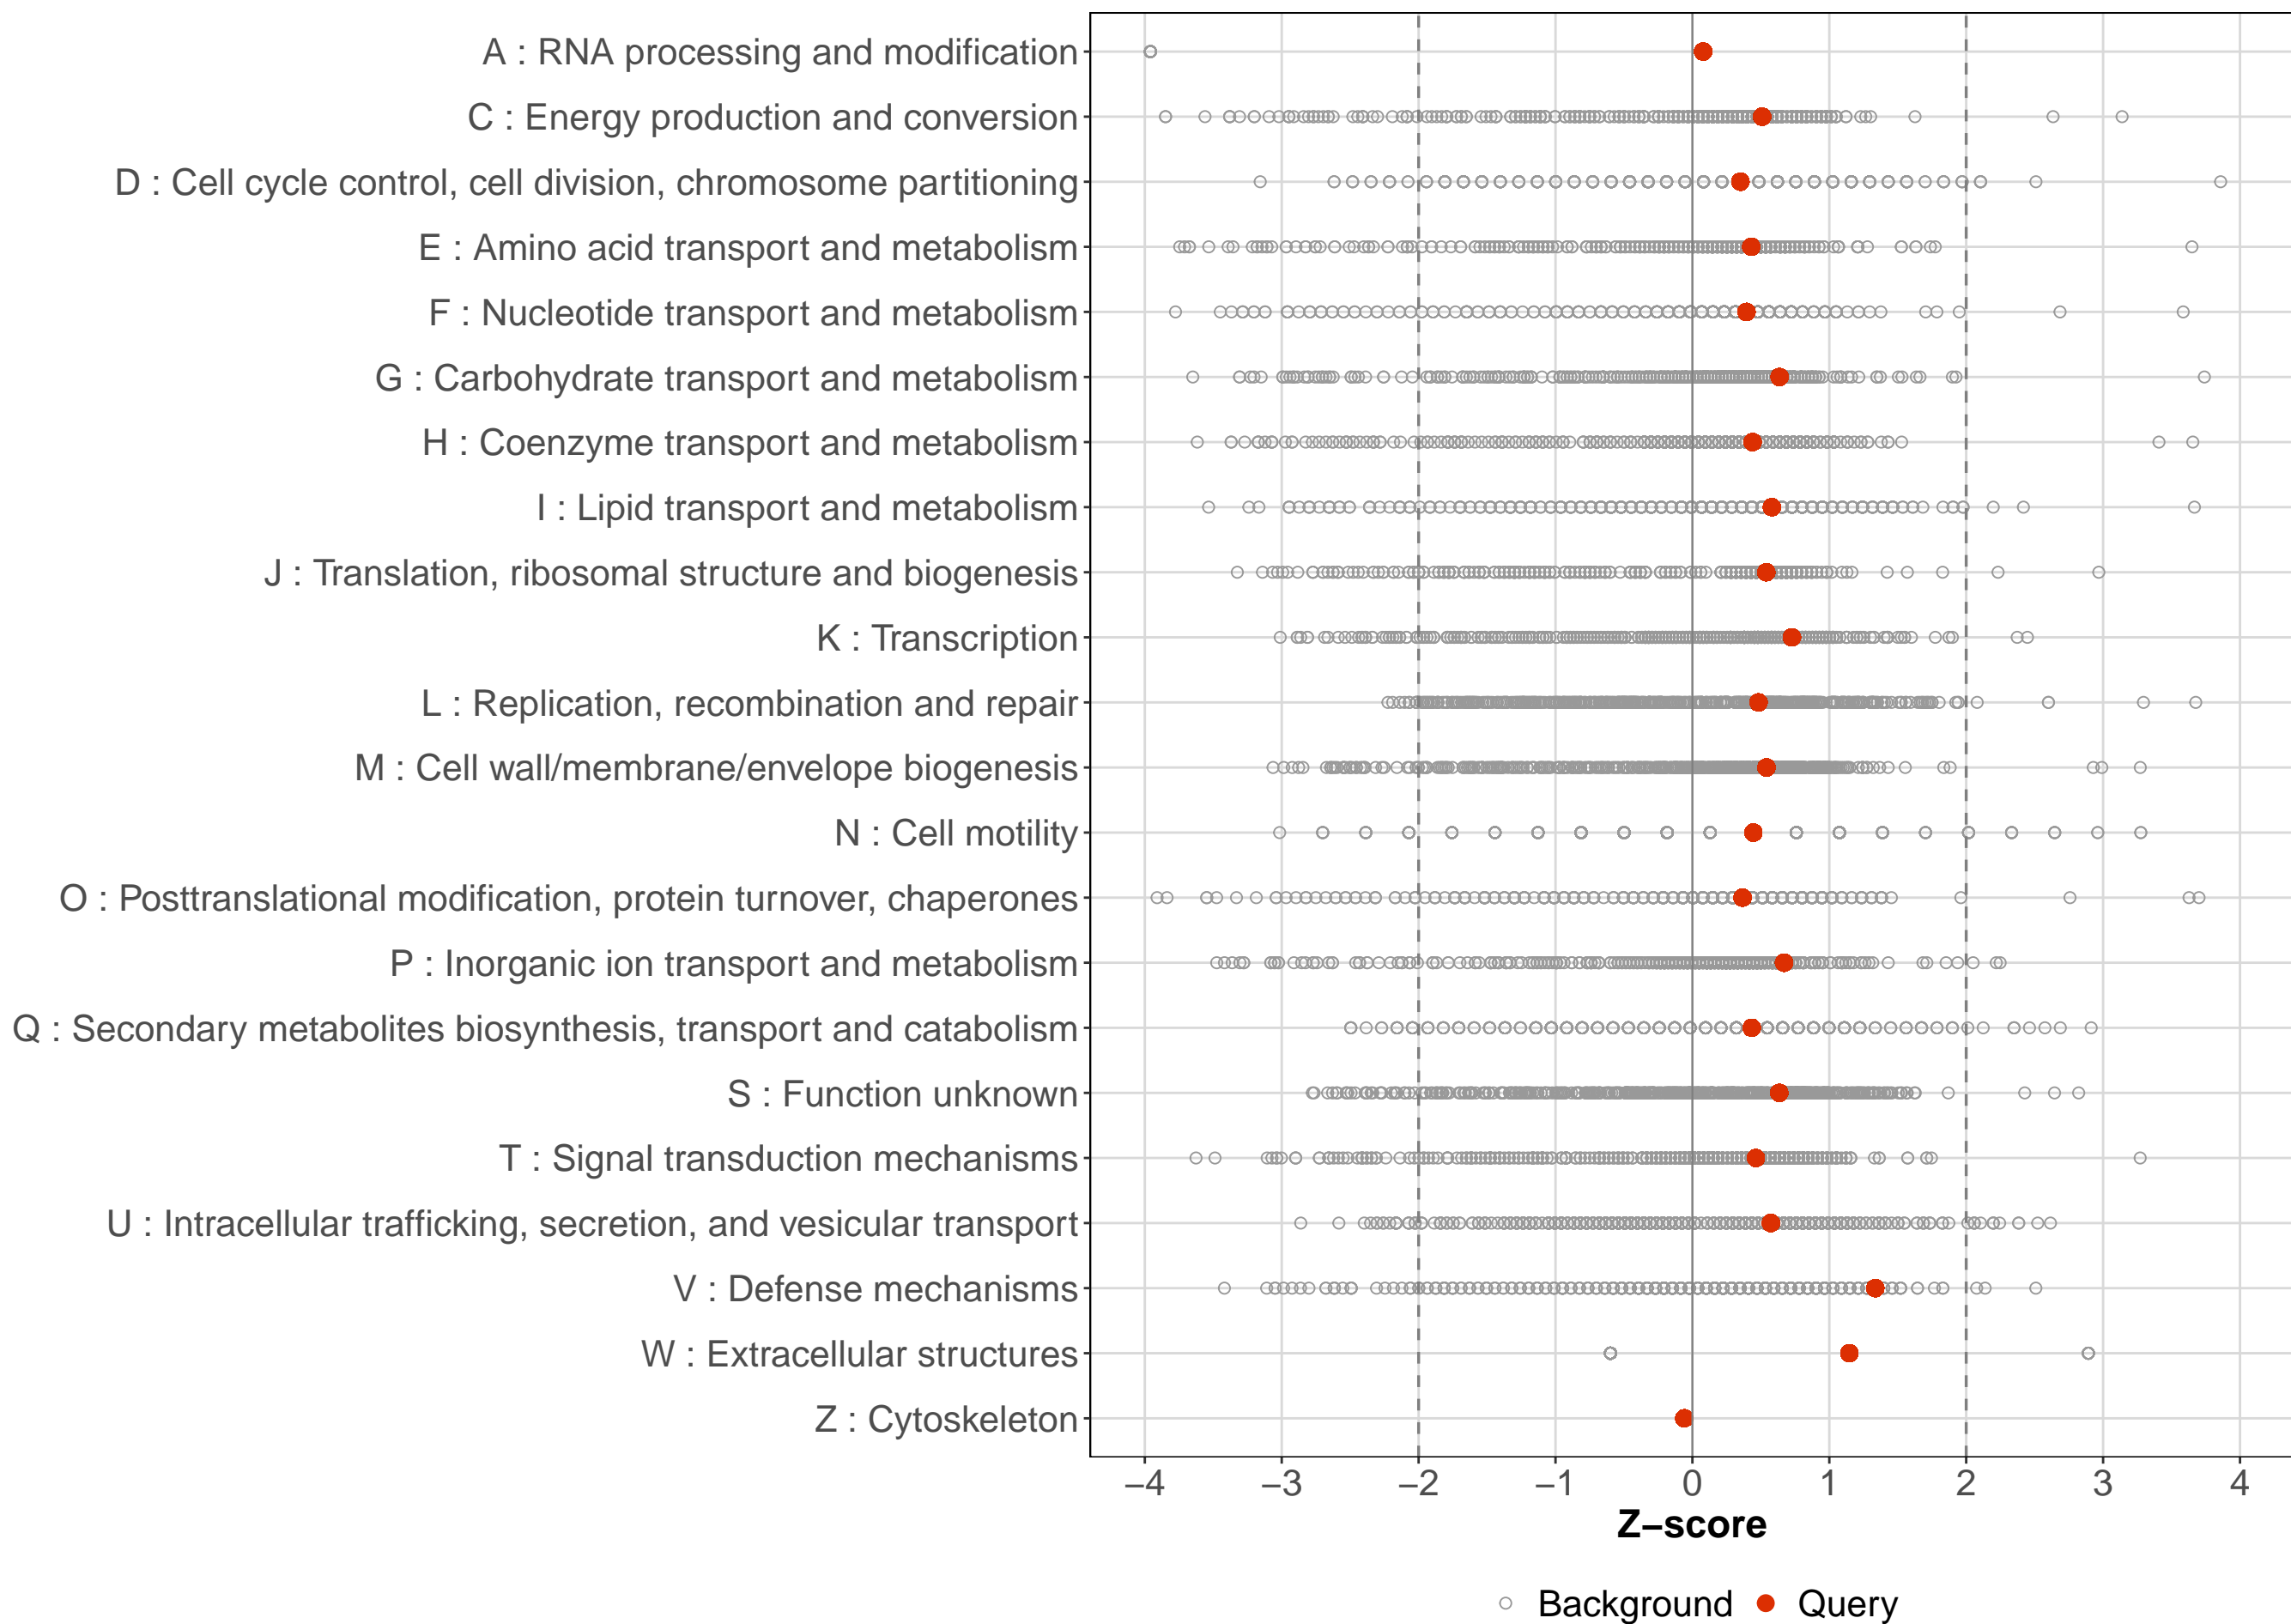 A : RNA processing and modification
C : Energy production and conversion
D : Cell cycle control, cell division, chromosome partitioning
E : Amino acid transport and metabolism
F : Nucleotide transport and metabolism
G : Carbohydrate transport and metabolism
H : Coenzyme transport and metabolism
I : Lipid transport and metabolism
J : Translation, ribosomal structure and biogenesis
K : Transcription
L : Replication, recombination and repair
M : Cell wall/membrane/envelope biogenesis
N : Cell motility
O : Posttranslational modification, protein turnover, chaperones
P : Inorganic ion transport and metabolism
Q : Secondary metabolites biosynthesis, transport and catabolism
S : Function unknown
T : Signal transduction mechanisms
U : Intracellular trafficking, secretion, and vesicular transport
V : Defense mechanisms
W : Extracellular structures
Z : Cytoskeleton
−4 −3 −2 −1 0 1 2 3 4
Z−score
Background Query